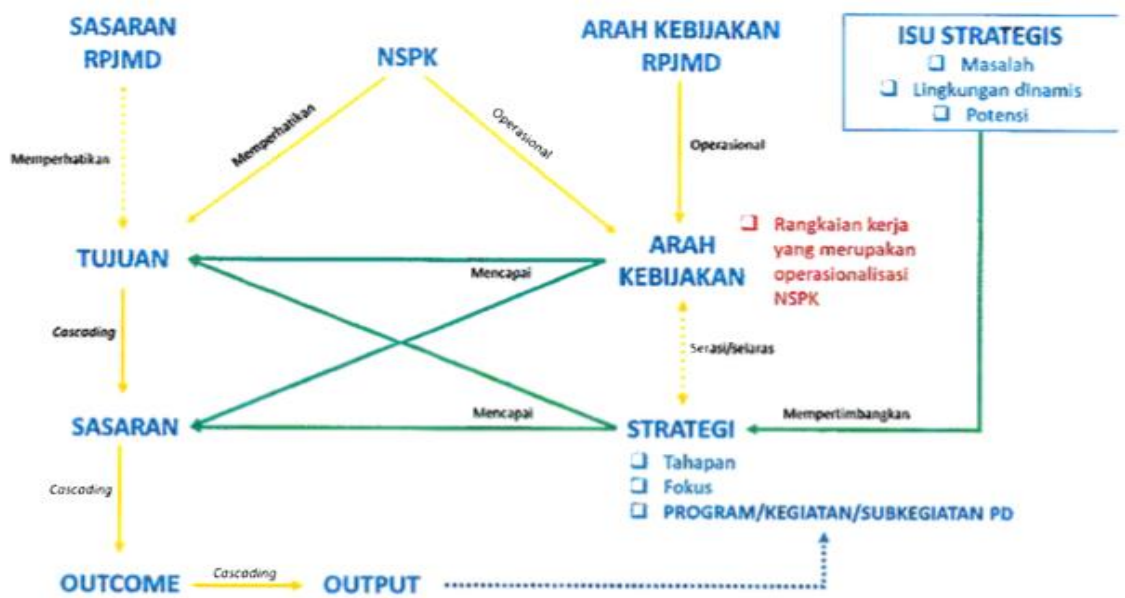 SASARAN
RPJMD
NSPK
ARAH KEBIJAKAN
RPJMD
ISU STRATEGIS
Masalah
Lingkungan dinamis
Potensi
Memperhatikan
Memperhatikan
Operasional
Operasional
TUJUAN
Mencapai
ARAH
KEBIJAKAN
Rangkaian kerja
yang merupakan
operasionalisasi
NSPK
Cascading
Serasi/selaras
SASARAN
Mencapai
STRATEGI
Mempertimbangkan
Tahapan
Fokus
PROGRAM/KEGIATAN/SUBKEGIATAN PD
Cascading
OUTCOME
Cascading
OUTPUT